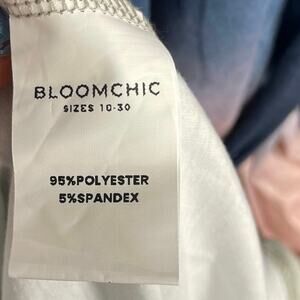 BLOOMCHIC
SIZES 10-30
95%POLYESTER
5%SPANDEX